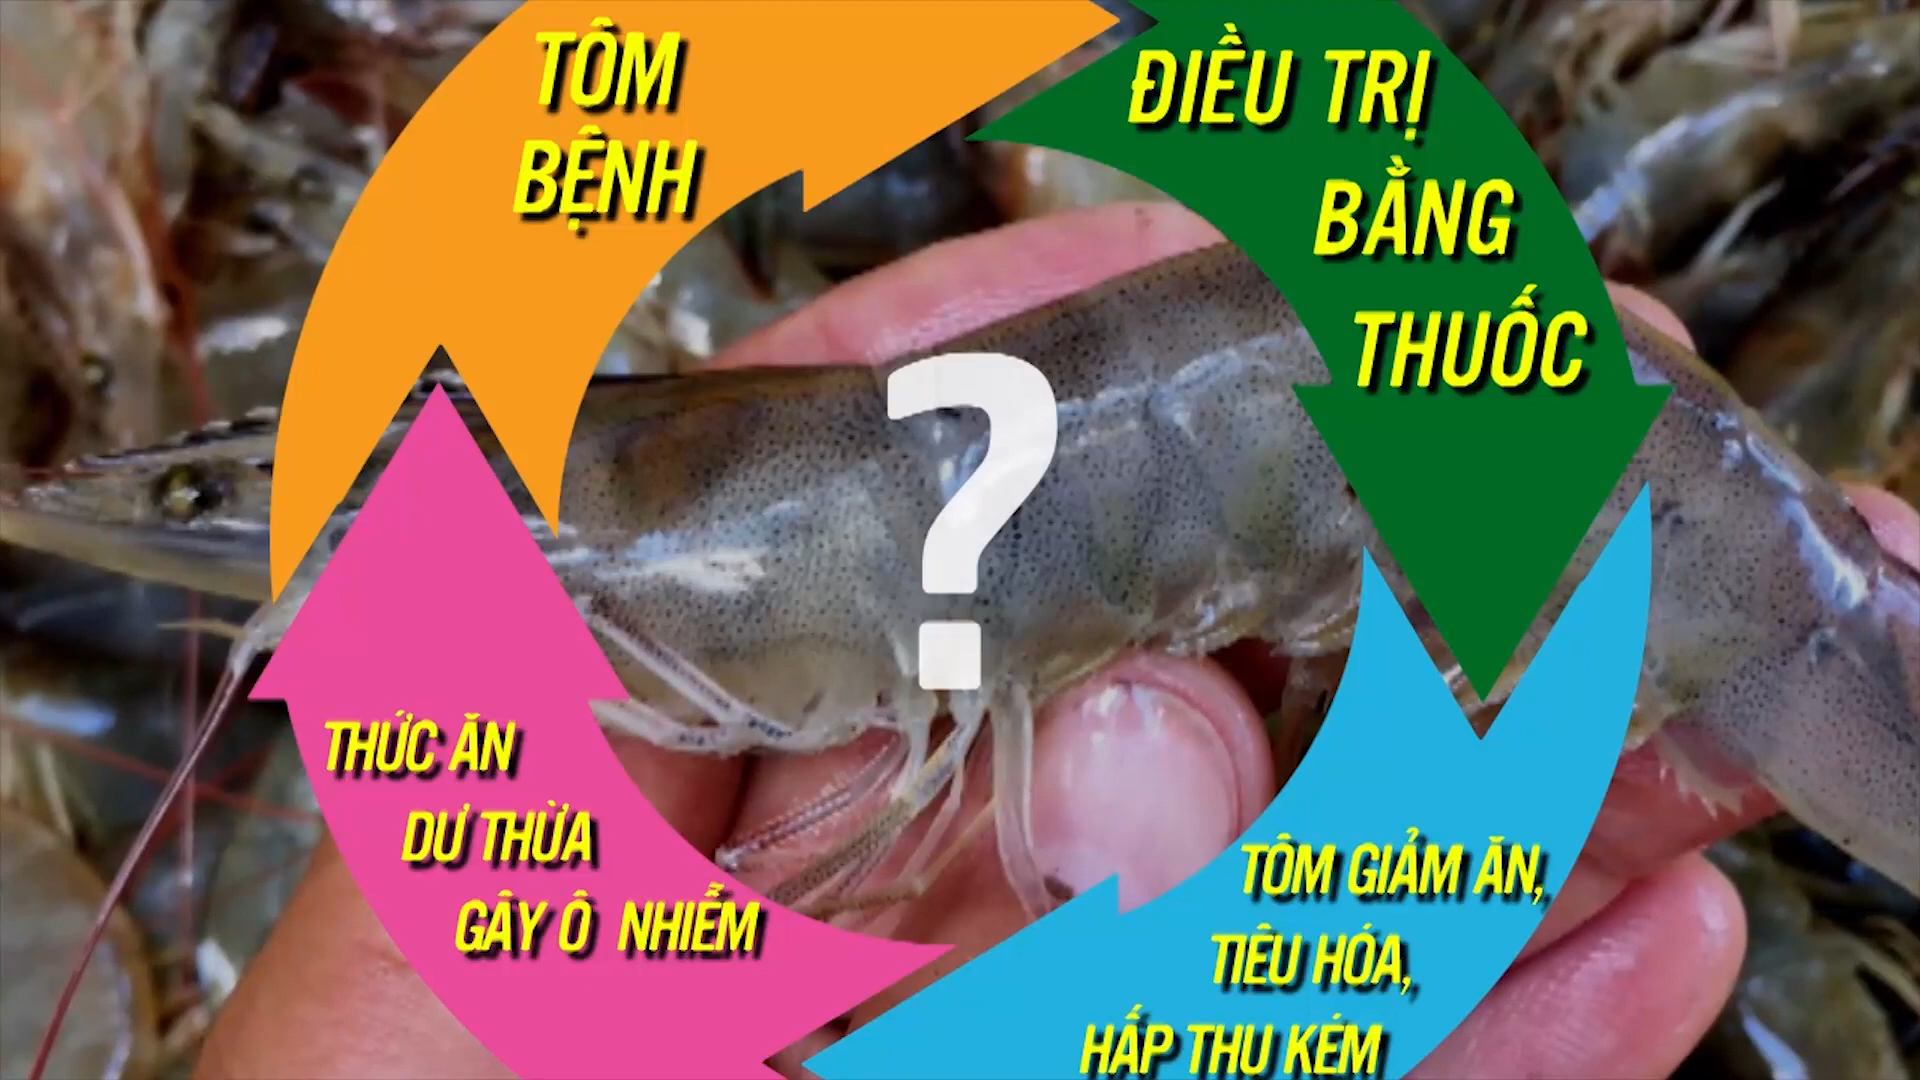 TÔM
BỆNH
ĐIỀU TRỊ
BẰNG
THUỐC
?
TÔM GIẢM ĂN,
TIÊU HÓA,
HẤP THU KÉM
THỨC ĂN
DƯ THỪA
GÂY Ô NHIỄM